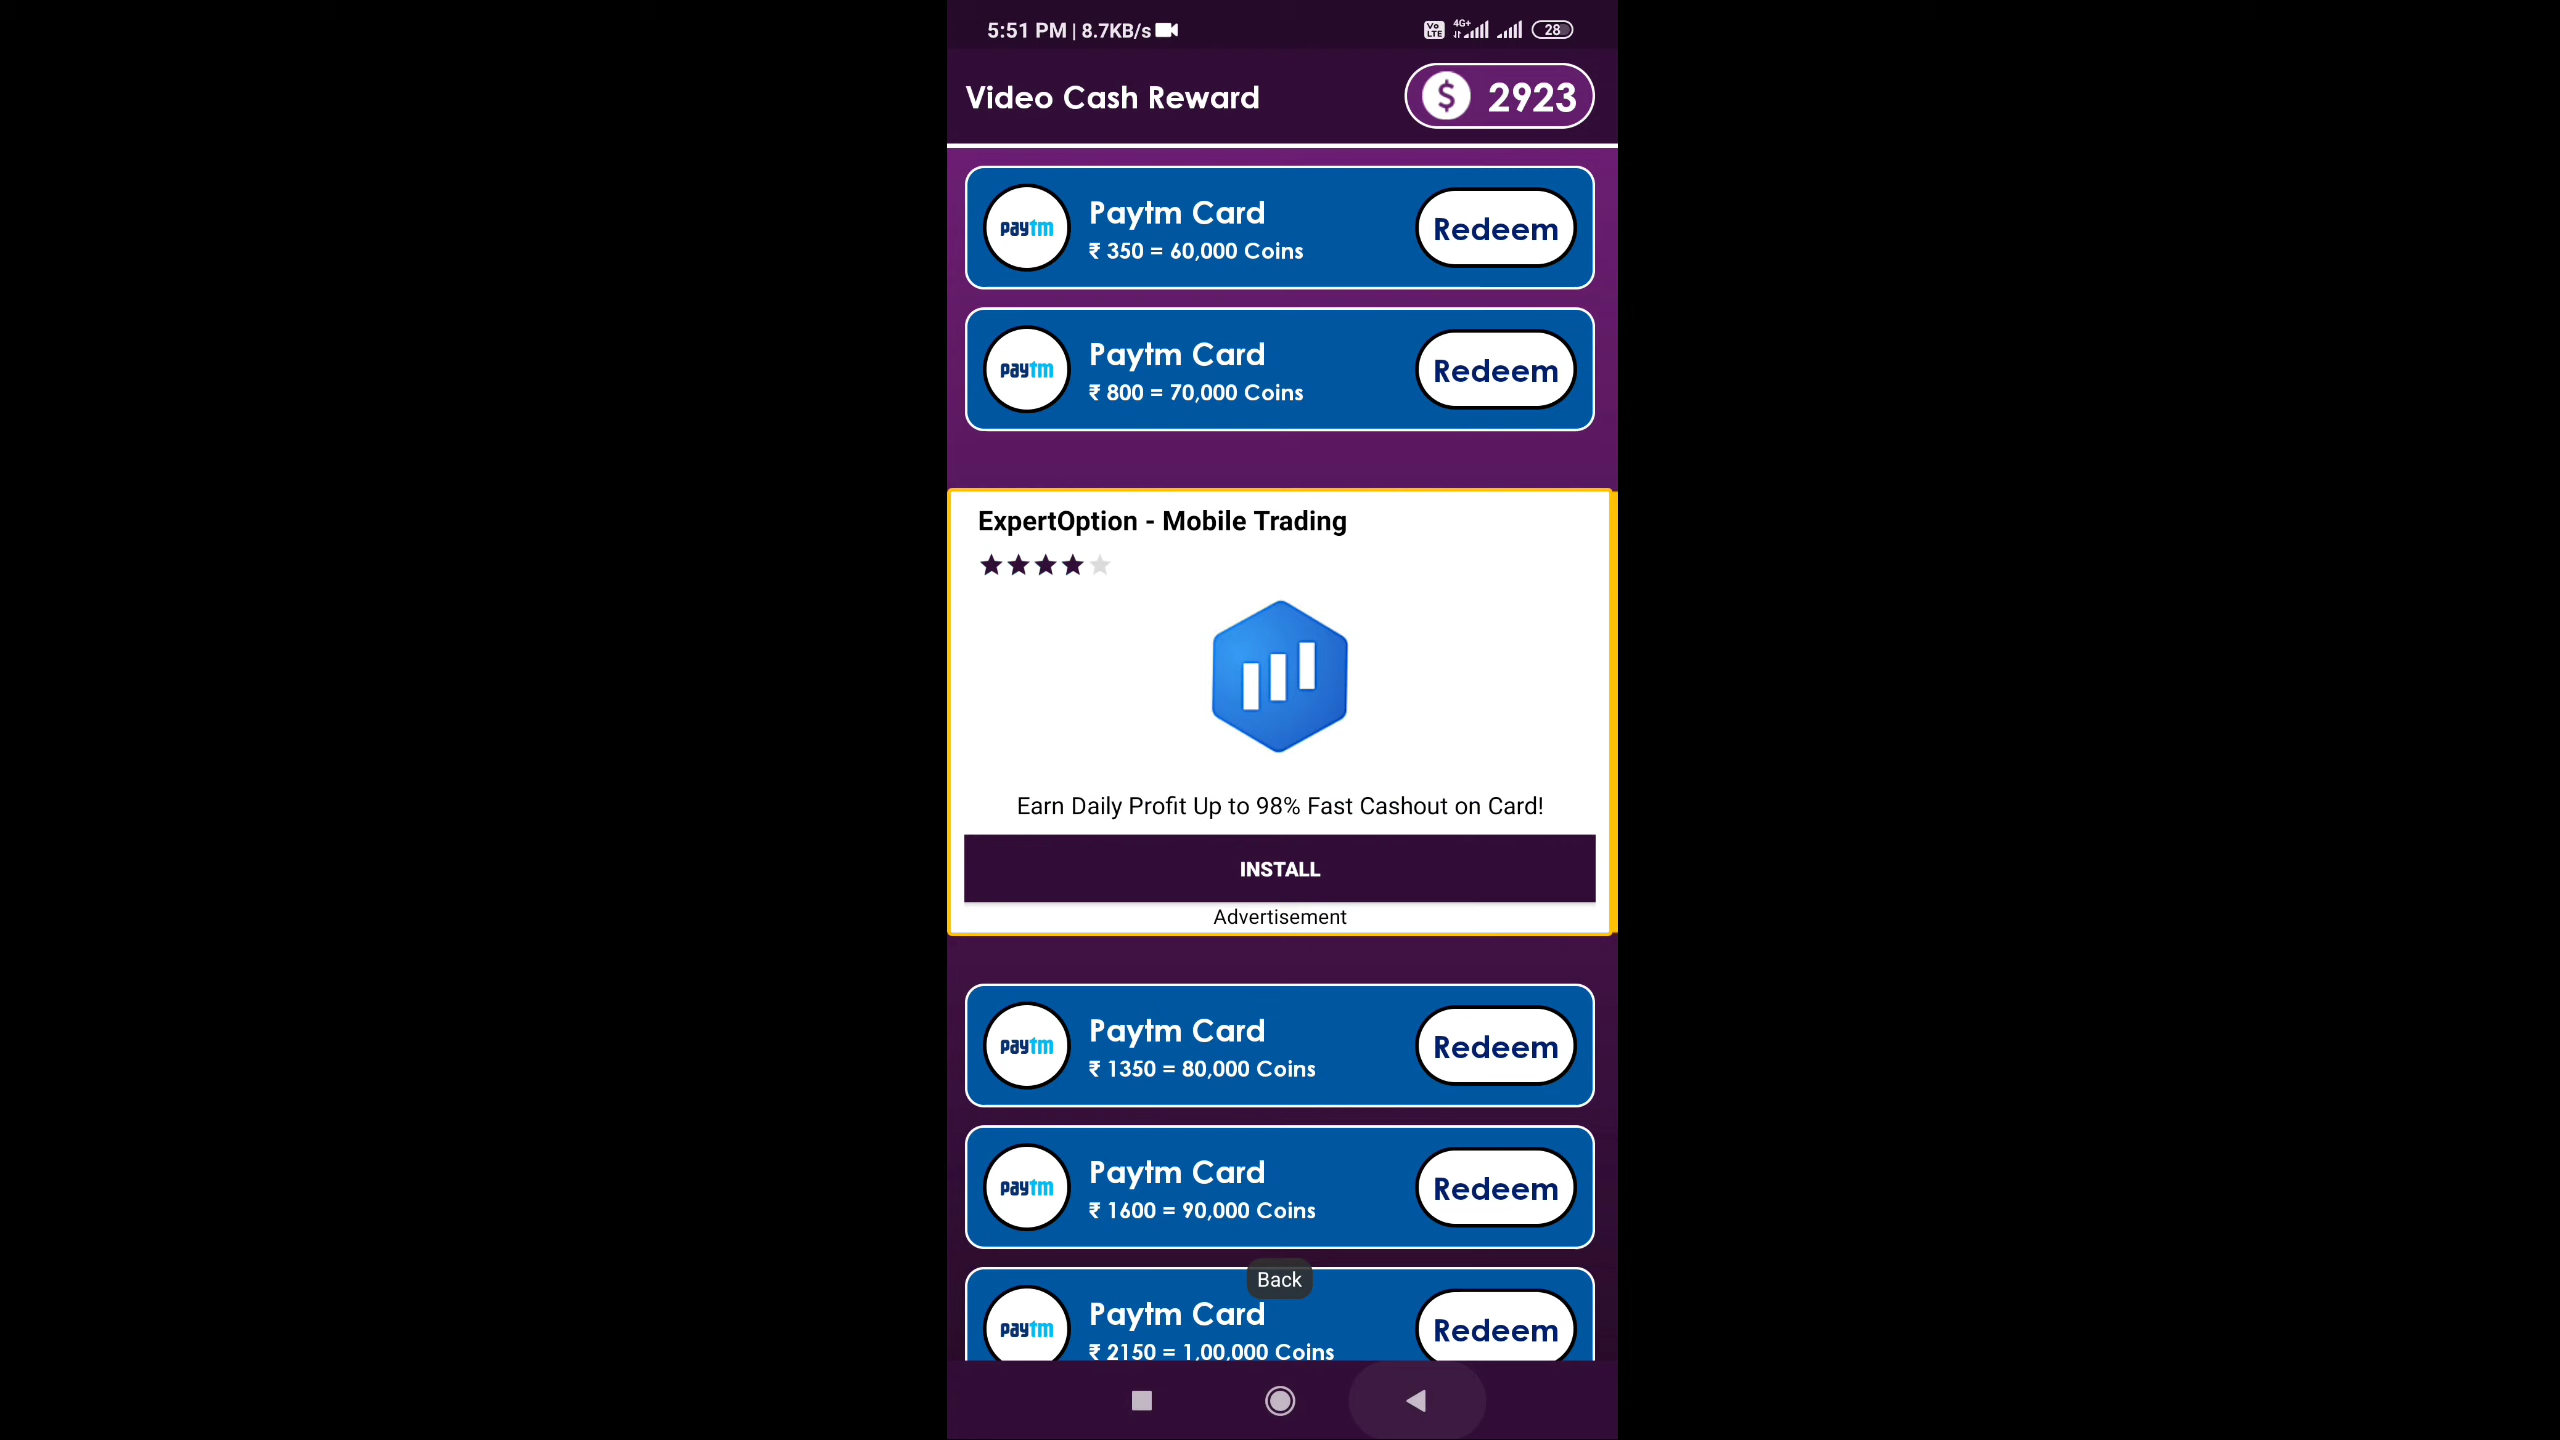 5:51 PM | 8.7KB/s
Vo LTE 4G+ 28
Video Cash Reward
$ 2923
paytm
Paytm Card
₹ 350 = 60,000 Coins
Redeem
paytm
Paytm Card
₹ 800 = 70,000 Coins
Redeem
ExpertOption - Mobile Trading
Earn Daily Profit Up to 98% Fast Cashout on Card!
INSTALL
Advertisement
paytm
Paytm Card
₹ 1350 = 80,000 Coins
Redeem
paytm
Paytm Card
₹ 1600 = 90,000 Coins
Redeem
Back
paytm
Paytm Card
₹ 2150 = 1,00,000 Coins
Redeem